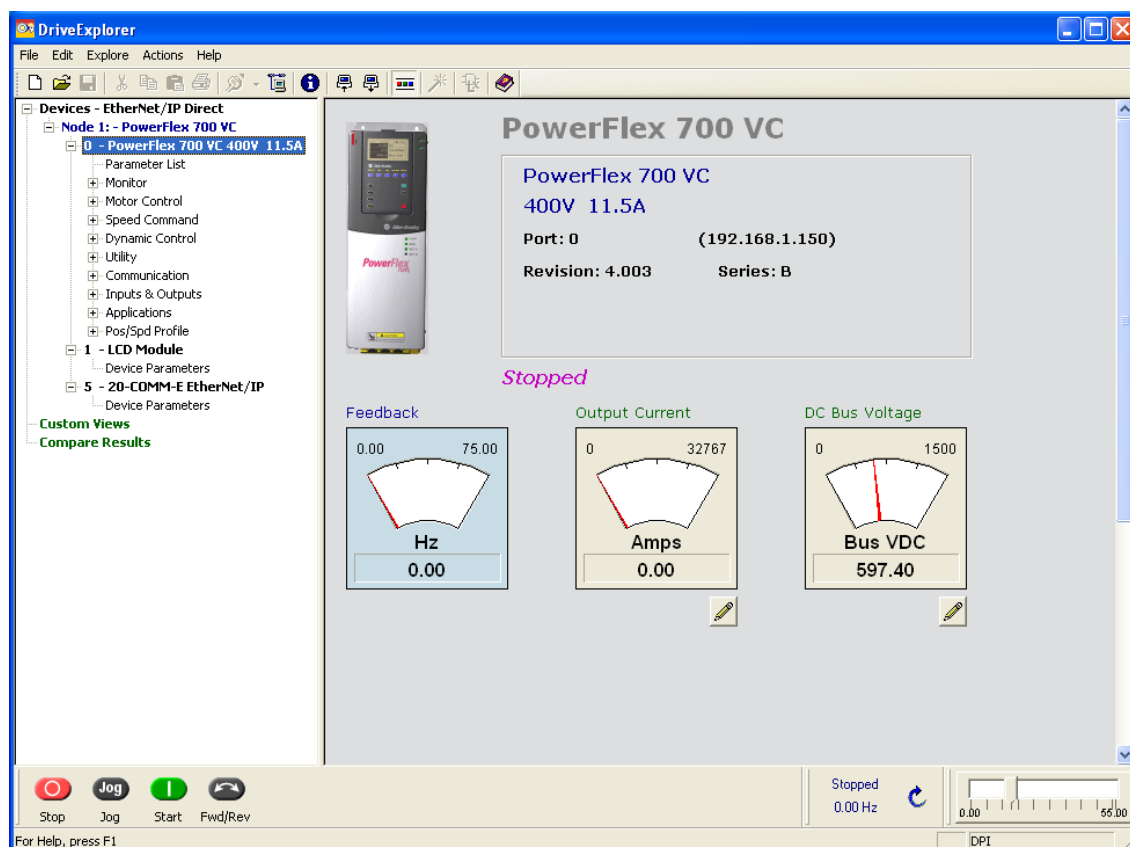 DriveExplorer
File Edit Explore Actions Help
Devices - EtherNet/IP Direct
Node 1: - PowerFlex 700 VC
0 - PowerFlex 700 VC 400V 11.5A
Parameter List
Monitor
Motor Control
Speed Command
Dynamic Control
Utility
Communication
Inputs & Outputs
Applications
Pos/Spd Profile
1 - LCD Module
Device Parameters
5 - 20-COMM-E EtherNet/IP
Device Parameters
Custom Views
Compare Results
PowerFlex
PowerFlex 700 VC
PowerFlex 700 VC
400V 11.5A
Port: 0 (192.168.1.150)
Revision: 4.003 Series: B
Stopped
Feedback
0.00 75.00
Hz
0.00
Output Current
0 32767
Amps
0.00
DC Bus Voltage
0 1500
Bus VDC
597.40
Jog
Stop Jog Start Fwd/Rev
Stopped
0.00 Hz
0.00 55.00
For Help, press F1
DPI